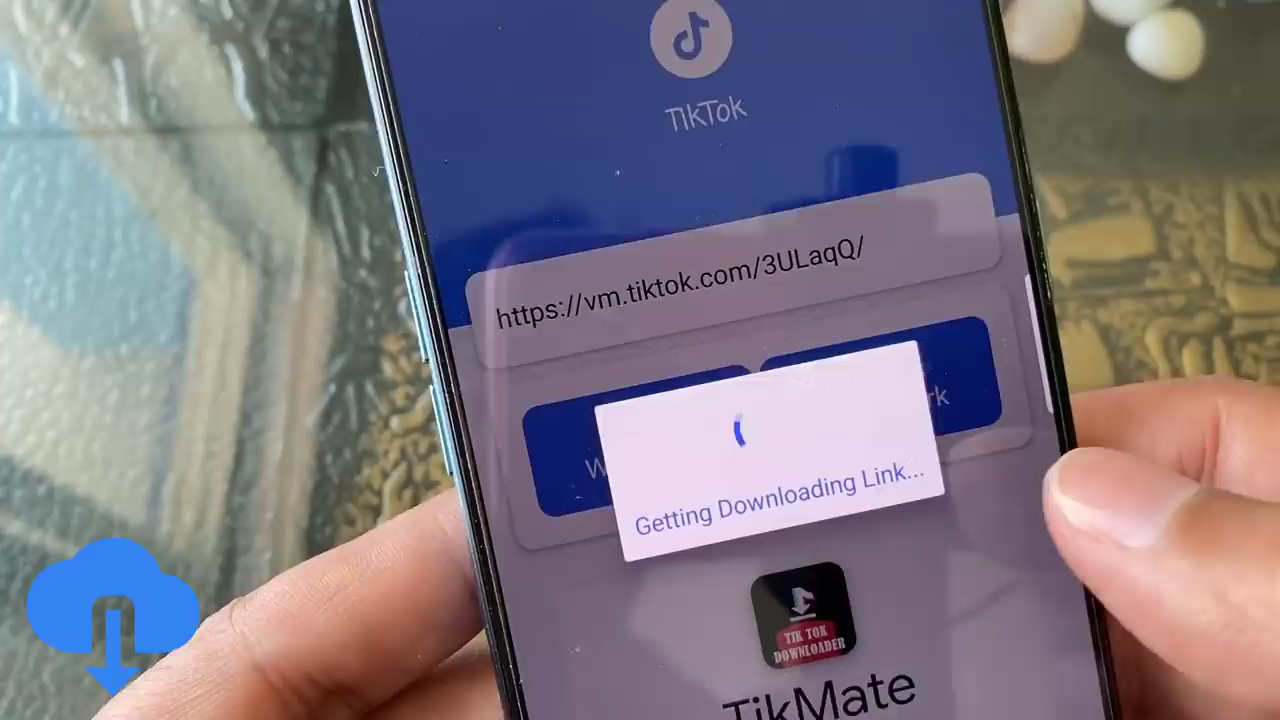 TikTok
https://vm.tiktok.com/3ULaqQ/
Getting Downloading Link...
TIK TOK
DOWNLOADER
TikMate